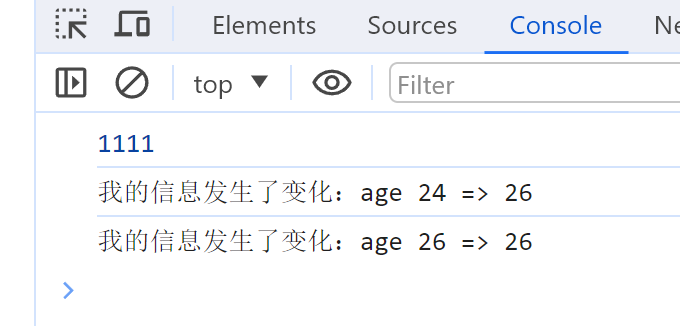 Elements Sources Console Ne
top Filter
1111
我的信息发生了变化：age 24 => 26
我的信息发生了变化：age 26 => 26